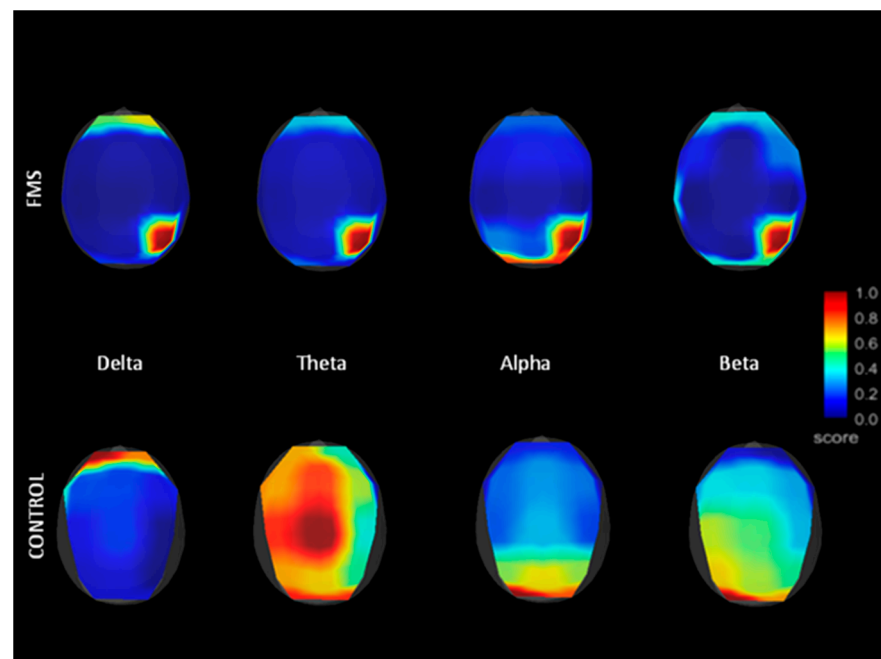 FMS
Delta
Theta
Alpha
Beta
1.0
0.8
0.6
0.4
0.2
0.0
score
CONTROL